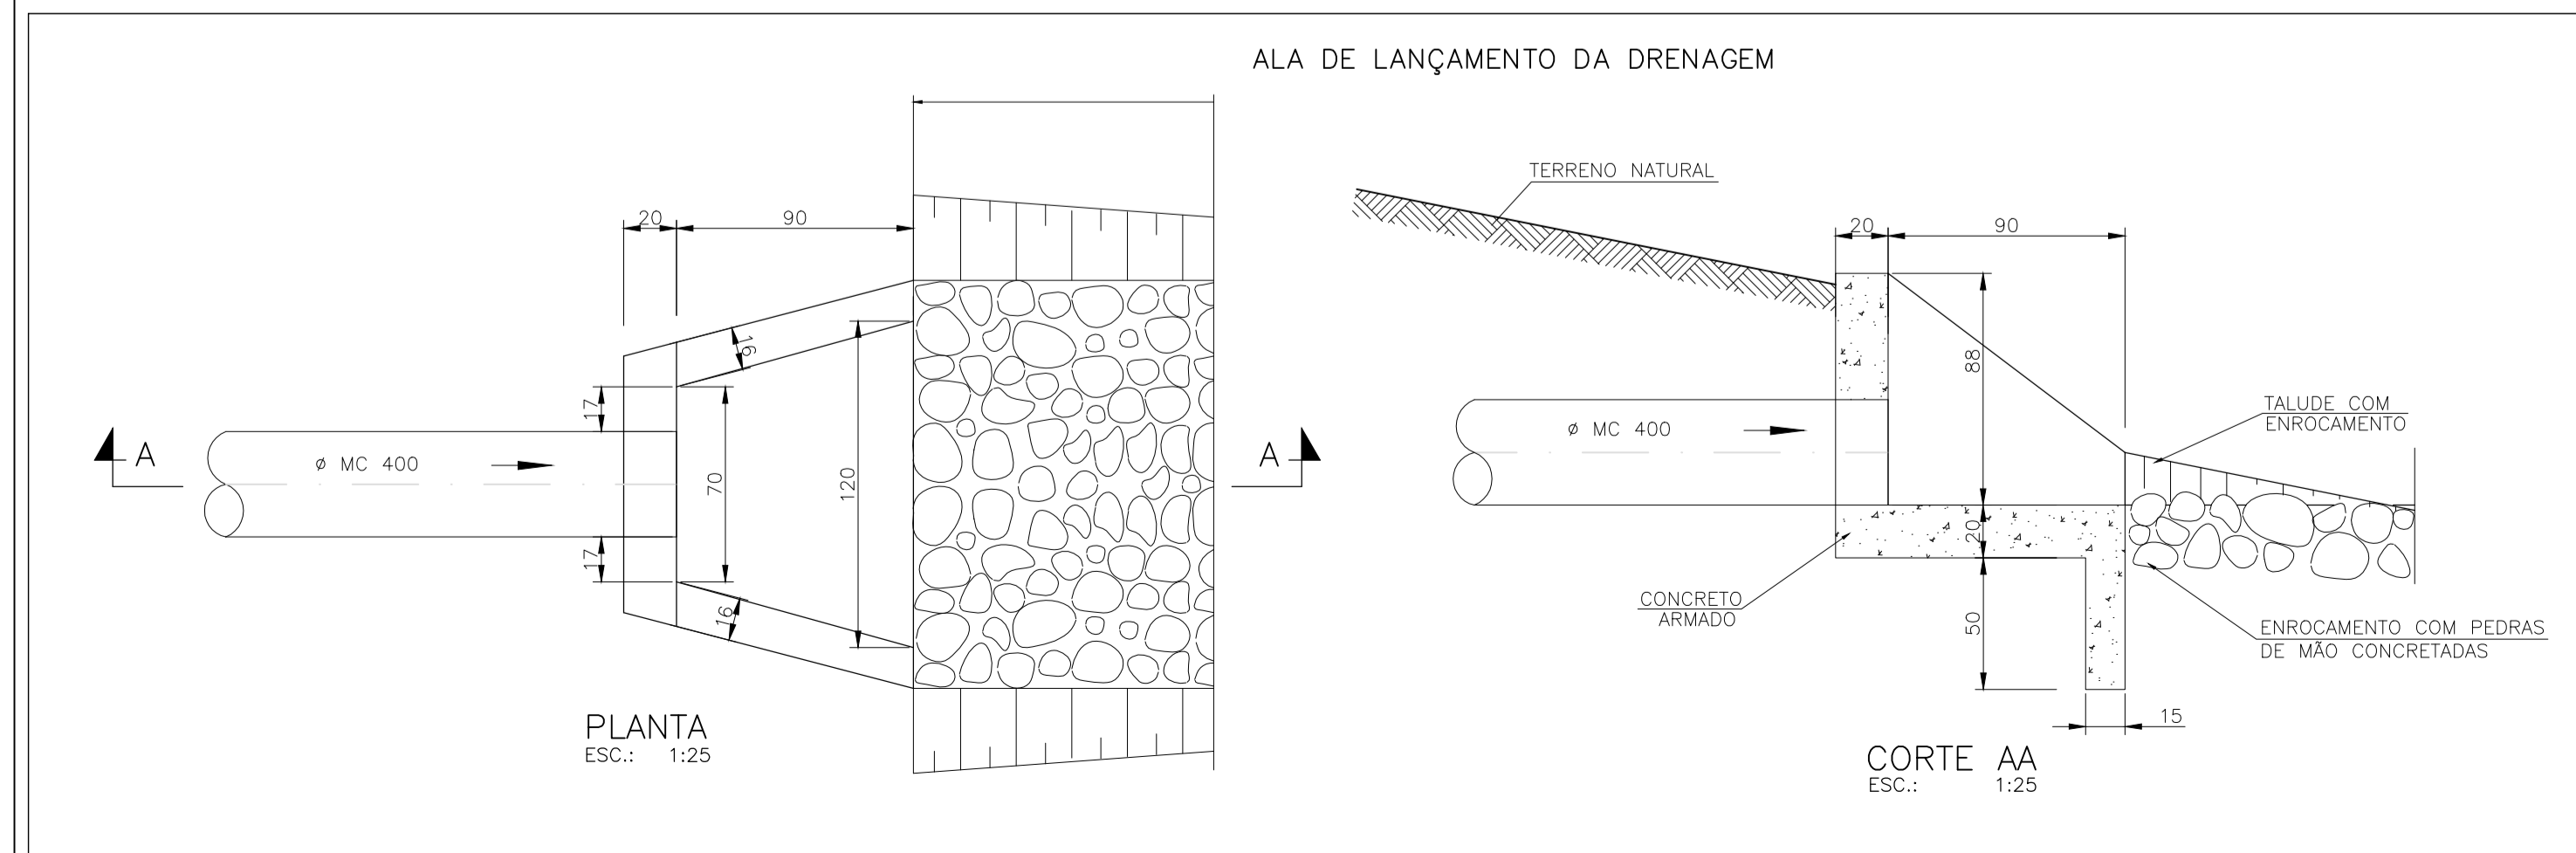 ALA DE LANÇAMENTO DA DRENAGEM
20
90
16
17
A
ø MC 400
70
120
A
17
16
PLANTA
ESC.: 1:25
TERRENO NATURAL
20
90
88
TALUDE COM
ENROCAMENTO
ø MC 400
20
CONCRETO
ARMADO
50
ENROCAMENTO COM PEDRAS
DE MÃO CONCRETADAS
15
CORTE AA
ESC.: 1:25